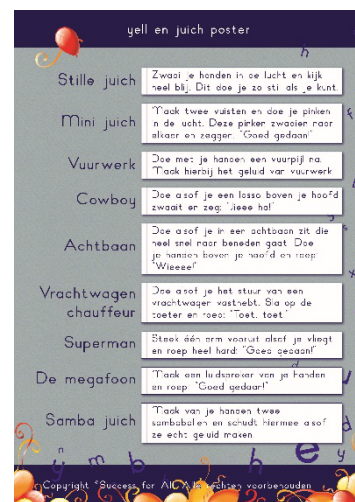 yell en juich poster
Stille juich
Zwaai je handen in de lucht en kijk
heel blij. Dit doe je zo stil als je kunt.
Mini juich
Maak twee vuisten en doe je pinken
in de lucht. Deze pinken zwaaien naar
elkaar en zeggen: "Goed gedaan!"
Vuurwerk
Doe met je handen een vuurpijl na.
Maak hierbij het geluid van vuurwerk.
Cowboy
Doe alsof je een lasso boven je hoofd
zwaait en zeg: "Jieee ha!"
Achtbaan
Doe alsof je in een achtbaan zit die
heel snel naar beneden gaat. Doe
je handen boven je hoofd en roep:
"Wieeee!"
Vrachtwagen
chauffeur
Doe alsof je het stuur van een
vrachtwagen vasthebt. Sla op de
toeter en roep: "Toet, toet."
Superman
Steek één arm vooruit alsof je vliegt
en roep heel hard: "Goed gedaan!"
De megafoon
Maak een luidspreker van je handen
en roep: "Goed gedaan!"
Samba juich
Maak van je handen twee
sambaballen en schudt hiermee alsof
ze echt geluid maken.
Copyright ©Success for All. Alle rechten voorbehouden